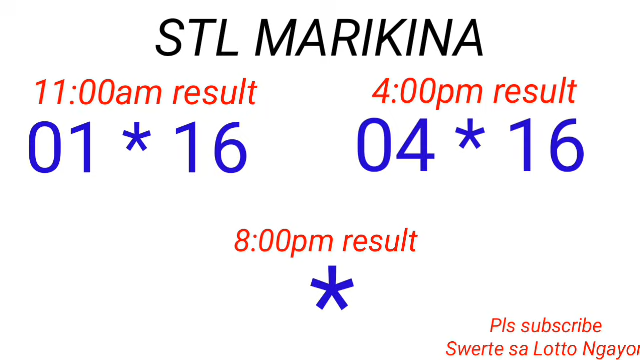 STL MARIKINA
11:00am result
01 * 16
4:00pm result
04 * 16
8:00pm result
*
Pls subscribe
Swerte sa Lotto Ngayon